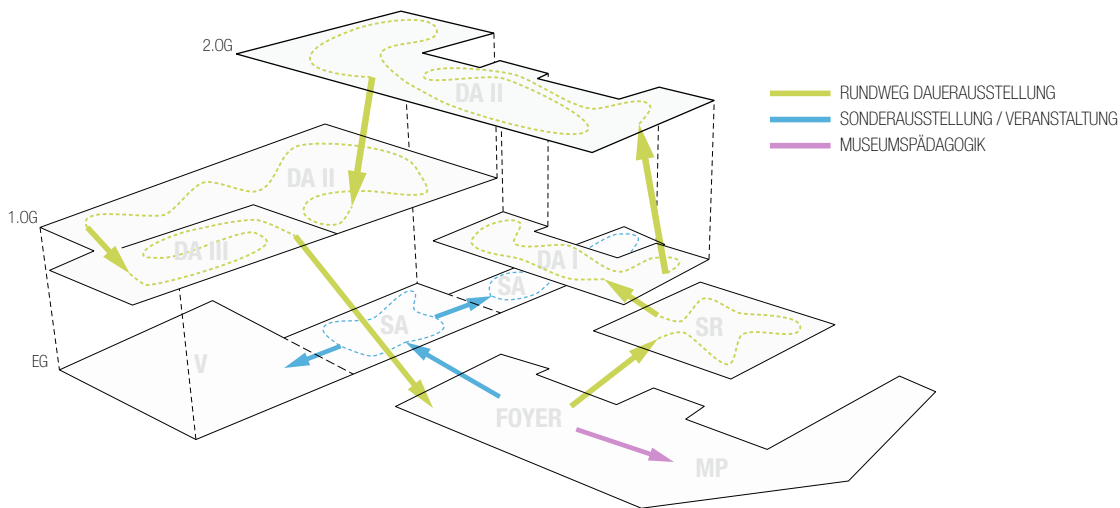 2.OG
DA II
RUNDWEG DAUERAUSSTELLUNG
SONDERAUSSTELLUNG / VERANSTALTUNG
MUSEUMSPÄDAGOGIK
DA II
1.OG
DA III
DA I
SA
SA
SR
EG
V
FOYER
MP